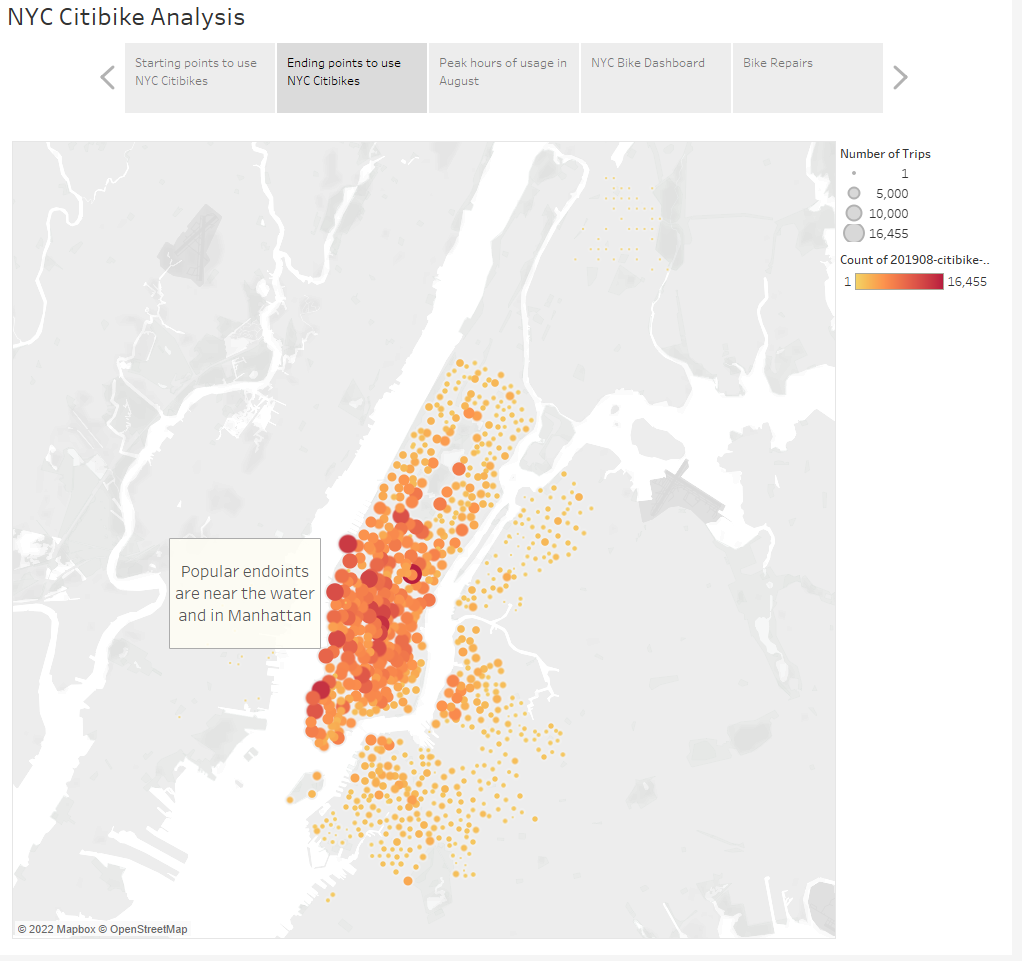 NYC Citibike Analysis
Starting points to use
NYC Citibikes
Ending points to use
NYC Citibikes
Peak hours of usage in
August
NYC Bike Dashboard
Bike Repairs
Number of Trips
1
5,000
10,000
16,455
Count of 201908-citibike-..
1 16,455
Popular endoints
are near the water
and in Manhattan
© 2022 Mapbox © OpenStreetMap